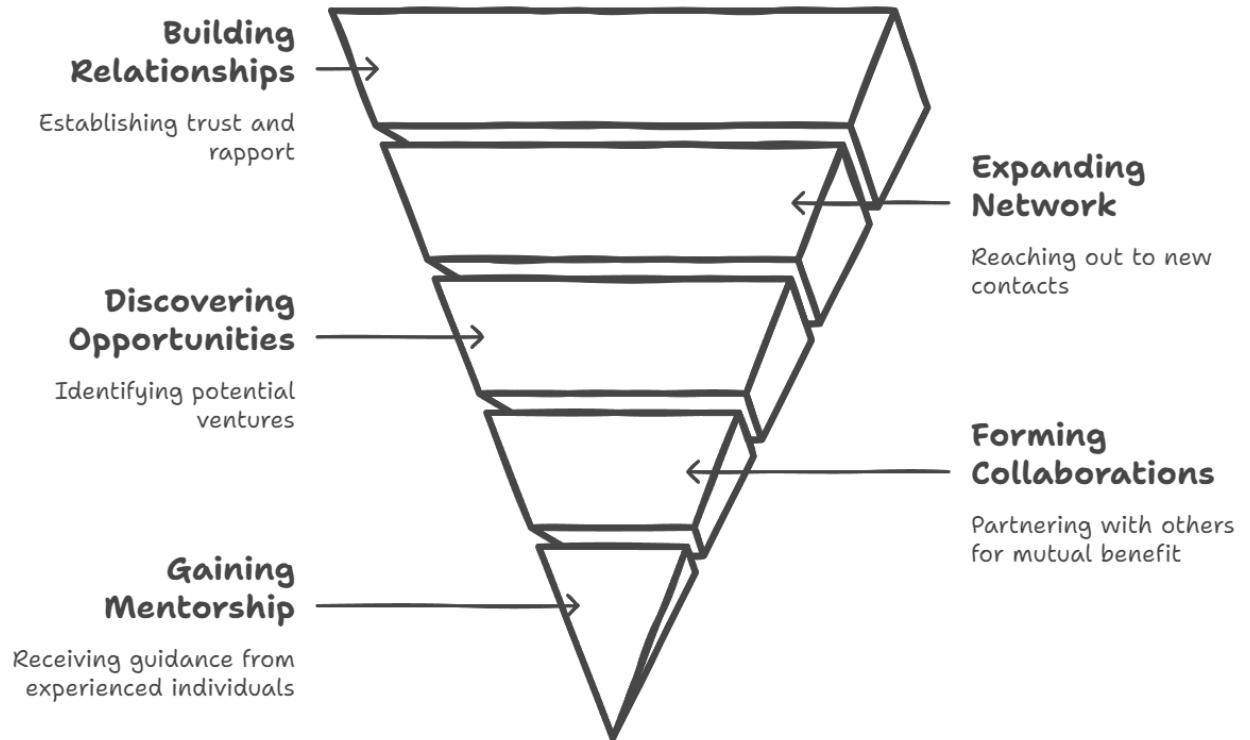 Building
Relationships
Establishing trust and
rapport
Expanding
Network
Reaching out to new
contacts
Discovering
Opportunities
Identifying potential
ventures
Forming
Collaborations
Partnering with others
for mutual benefit
Gaining
Mentorship
Receiving guidance from
experienced individuals